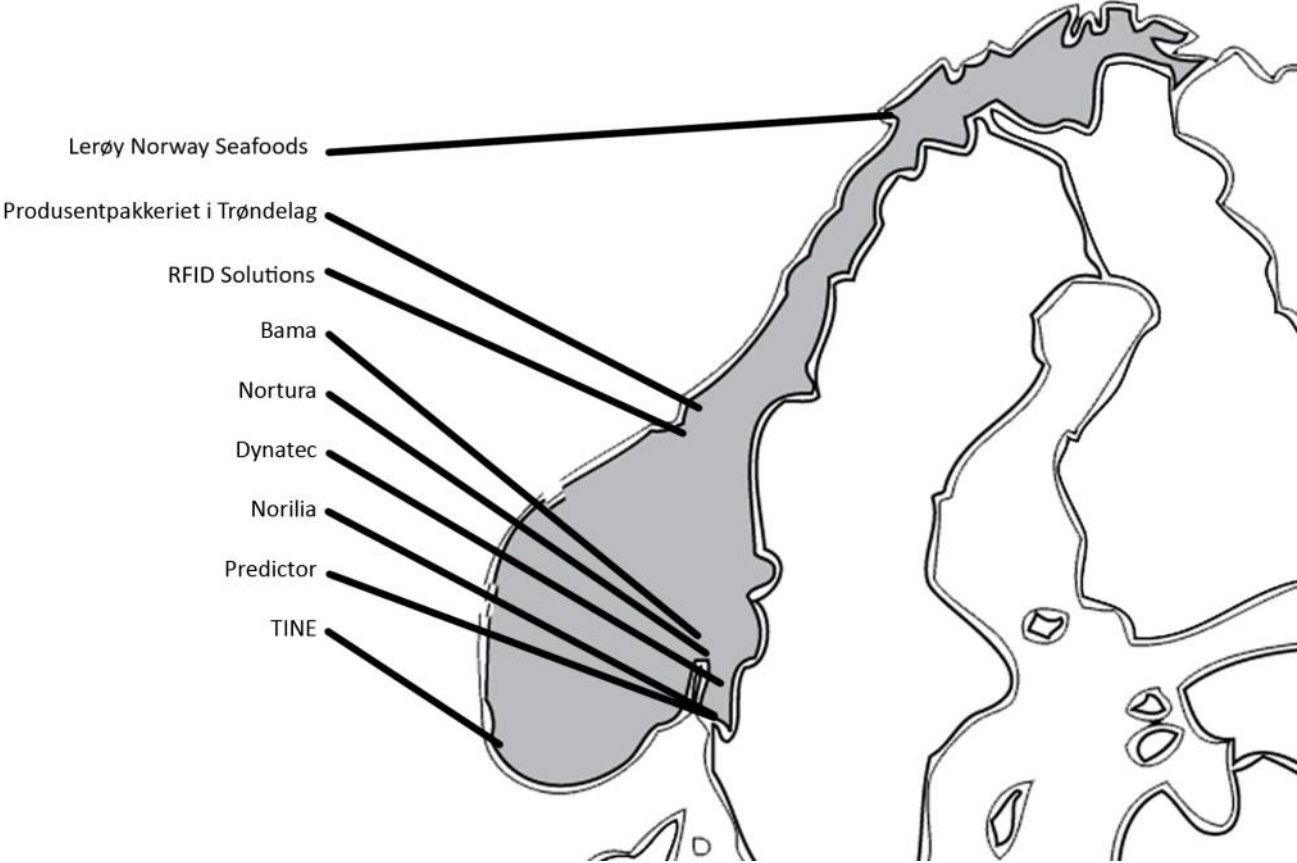 Lerøy Norway Seafoods
Produsentpakkeriet i Trøndelag
RFID Solutions
Bama
Nortura
Dynatec
Norilia
Predictor
TINE